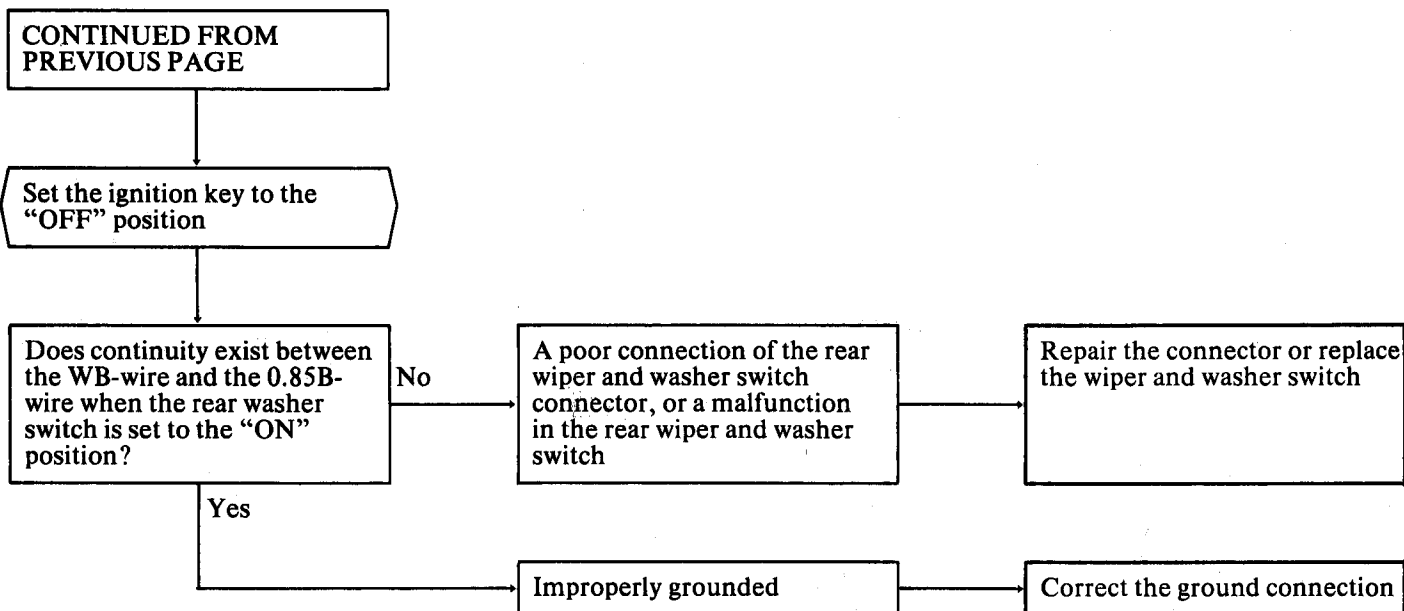 CONTINUED FROM
PREVIOUS PAGE
Set the ignition key to the
“OFF” position
Does continuity exist between
the WB-wire and the 0.85B-
wire when the rear washer
switch is set to the “ON”
position?
No
A poor connection of the rear
wiper and washer switch
connector, or a malfunction
in the rear wiper and washer
switch
Repair the connector or replace
the wiper and washer switch
Yes
Improperly grounded
Correct the ground connection